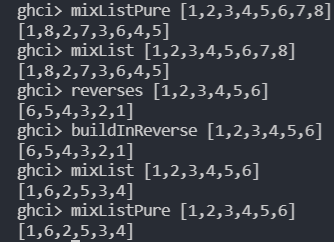 ghci> mixListPure [1,2,3,4,5,6,7,8]
[1,8,2,7,3,6,4,5]
ghci> mixList [1,2,3,4,5,6,7,8]
[1,8,2,7,3,6,4,5]
ghci> reverses [1,2,3,4,5,6]
[6,5,4,3,2,1]
ghci> buildInReverse [1,2,3,4,5,6]
[6,5,4,3,2,1]
ghci> mixList [1,2,3,4,5,6]
[1,6,2,5,3,4]
ghci> mixListPure [1,2,3,4,5,6]
[1,6,2,5,3,4]